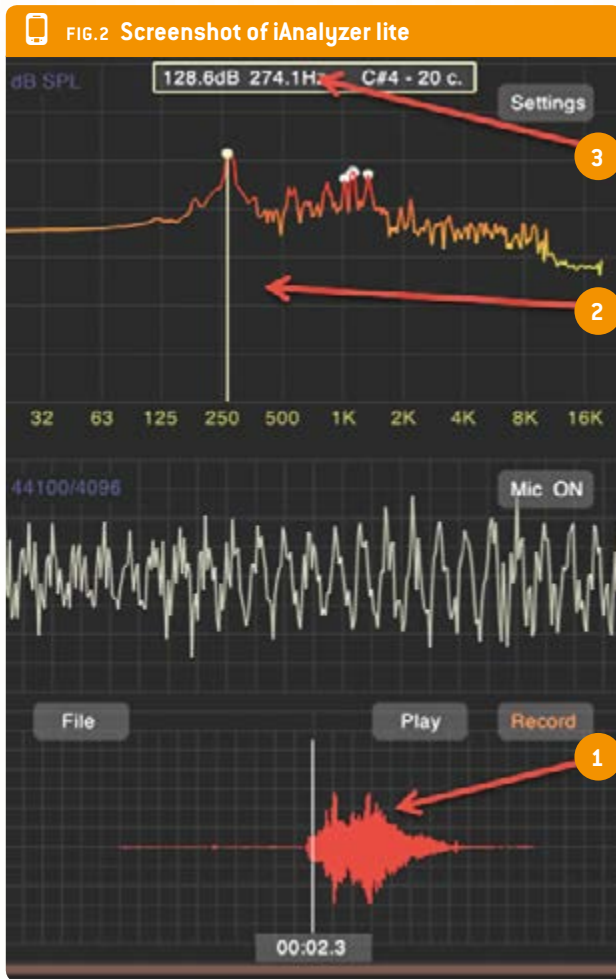 FIG.2 Screenshot of iAnalyzer lite
dB SPL
128.6dB 274.1Hz C#4 - 20 c.
Settings
3
2
32 63 125 250 500 1K 2K 4K 8K 16K
44100/4096
Mic ON
File
Play
Record
1
00:02.3